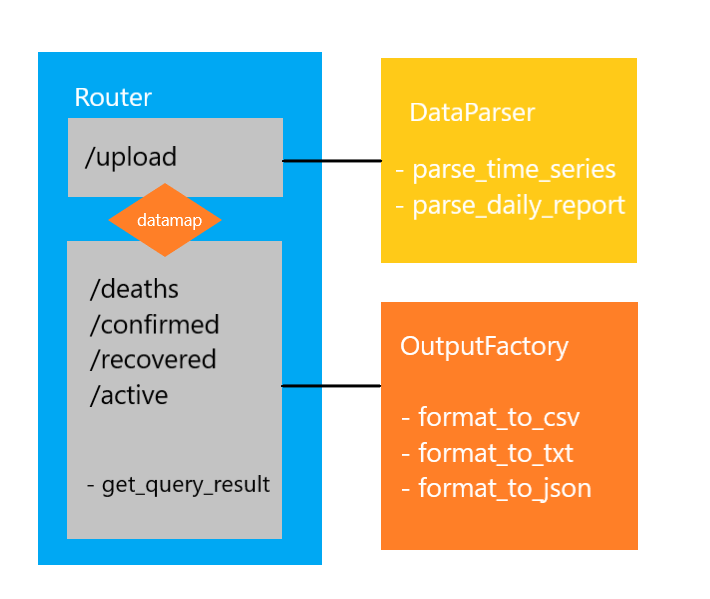 Router
/upload
datamap
/deaths
/confirmed
/recovered
/active
- get_query_result
DataParser
- parse_time_series
- parse_daily_report
OutputFactory
- format_to_csv
- format_to_txt
- format_to_json